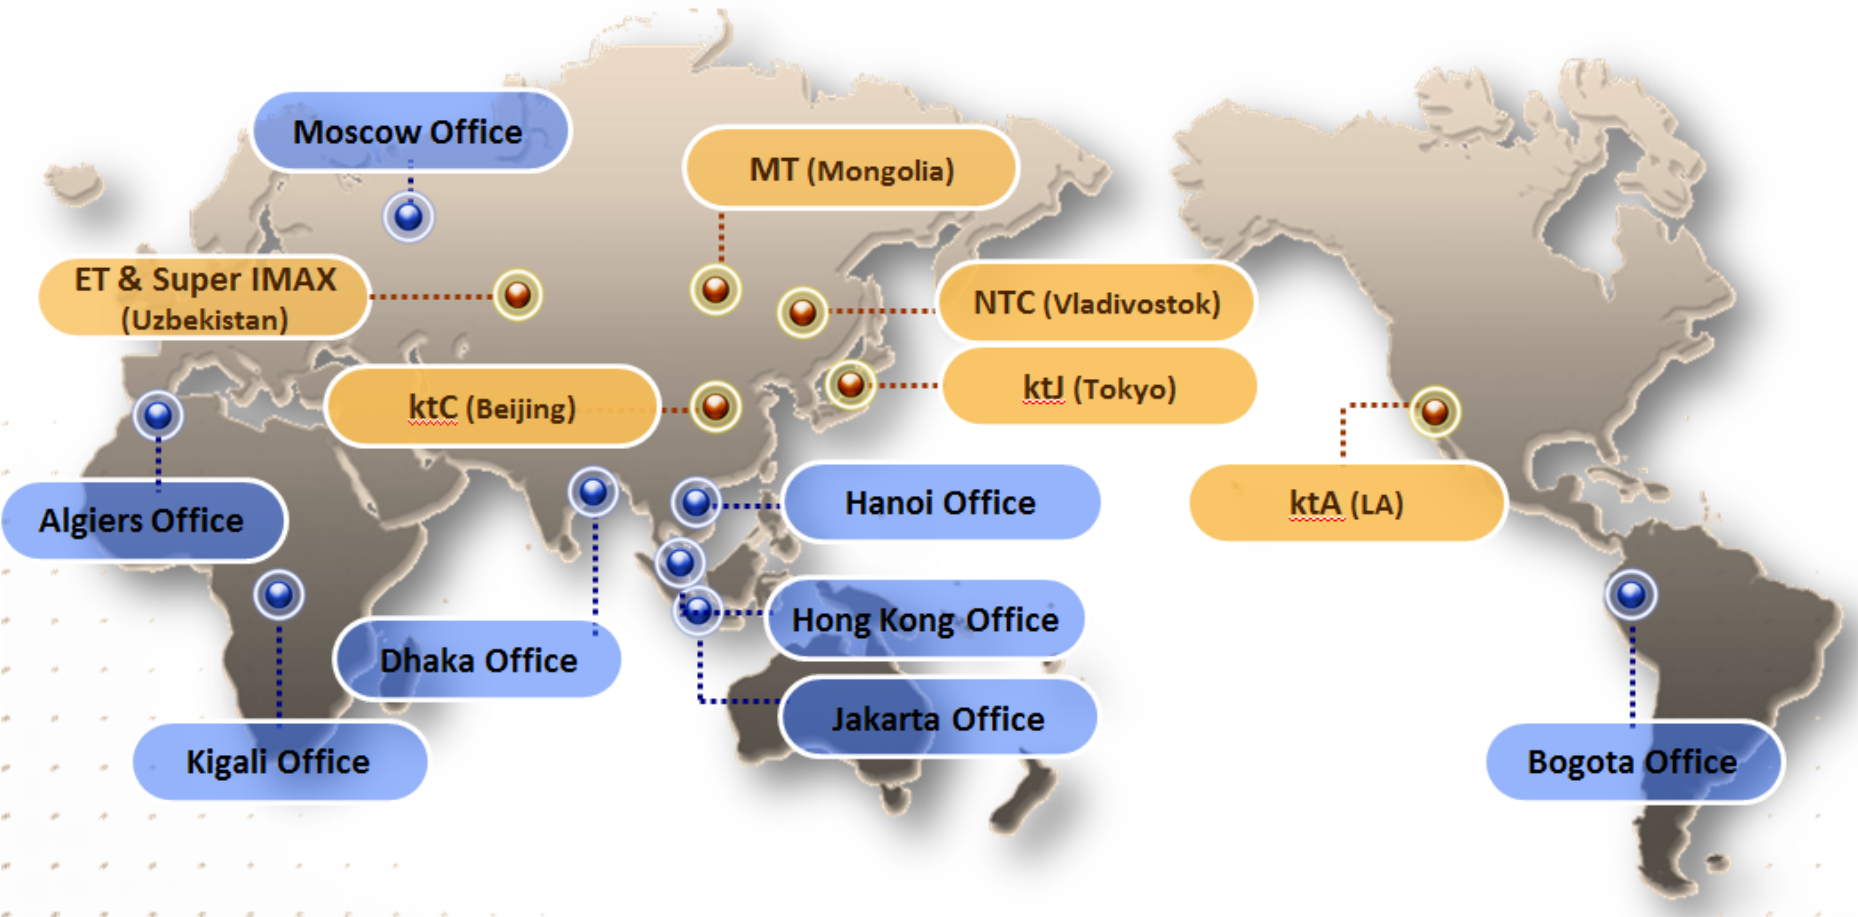 Moscow Office
MT (Mongolia)
ET & Super IMAX
(Uzbekistan)
NTC (Vladivostok)
ktJ (Tokyo)
ktC (Beijing)
Algiers Office
Hanoi Office
ktA (LA)
Hong Kong Office
Dhaka Office
Jakarta Office
Kigali Office
Bogota Office